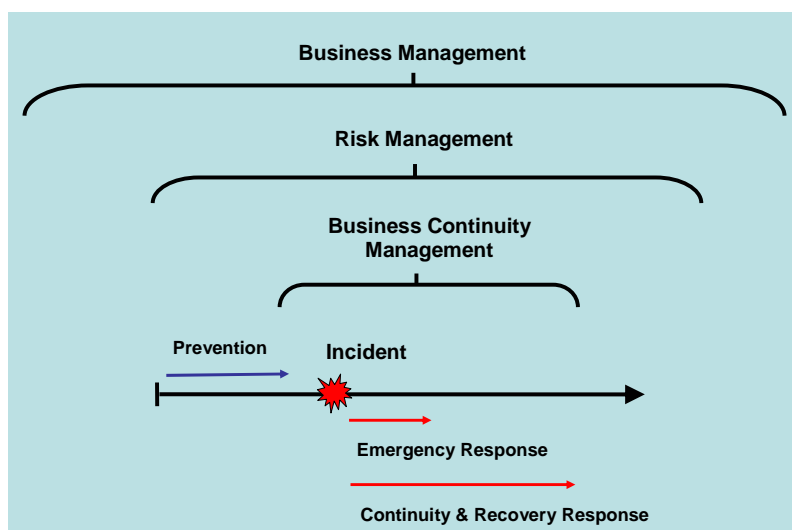 Business Management
Risk Management
Business Continuity
Management
Prevention
Incident
Emergency Response
Continuity & Recovery Response